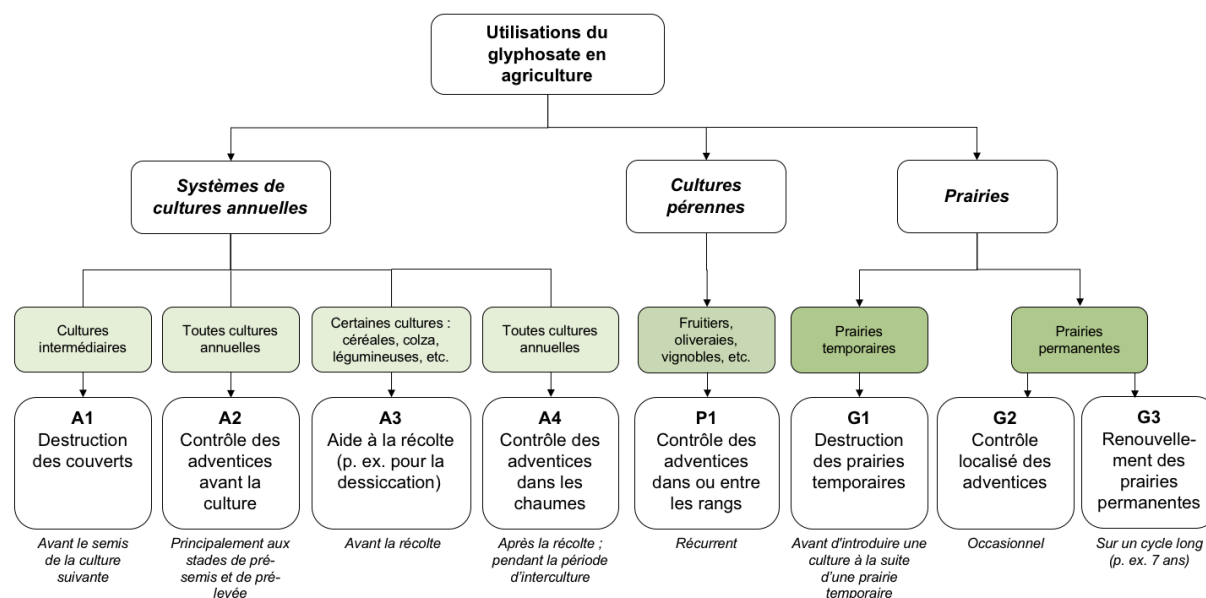 Utilisations du
glyphosate en
agriculture
Systèmes de
cultures annuelles
Cultures
pérennes
Prairies
Cultures
intermédiaires
Toutes cultures
annuelles
Certaines cultures :
céréales, colza,
légumineuses, etc.
Toutes cultures
annuelles
Fruitiers,
oliveraies,
vignobles, etc.
Prairies
temporaires
Prairies
permanentes
A1
Destruction
des couverts
A2
Contrôle des
adventices
avant la
culture
A3
Aide à la récolte
(p. ex. pour la
dessiccation)
A4
Contrôle des
adventices
dans les
chaumes
P1
Contrôle des
adventices
dans ou entre
les rangs
G1
Destruction
des prairies
temporaires
G2
Contrôle
localisé des
adventices
G3
Renouvelle-
ment des
prairies
permanentes
Avant le semis
de la culture
suivante
Principalement aux
stades de pré-
semis et de pré-
levée
Avant la récolte
Après la récolte ;
pendant la période
d'interculture
Récurrent
Avant d'introduire une
culture à la suite
d'une prairie
temporaire
Occasionnel
Sur un cycle long
(p. ex. 7 ans)